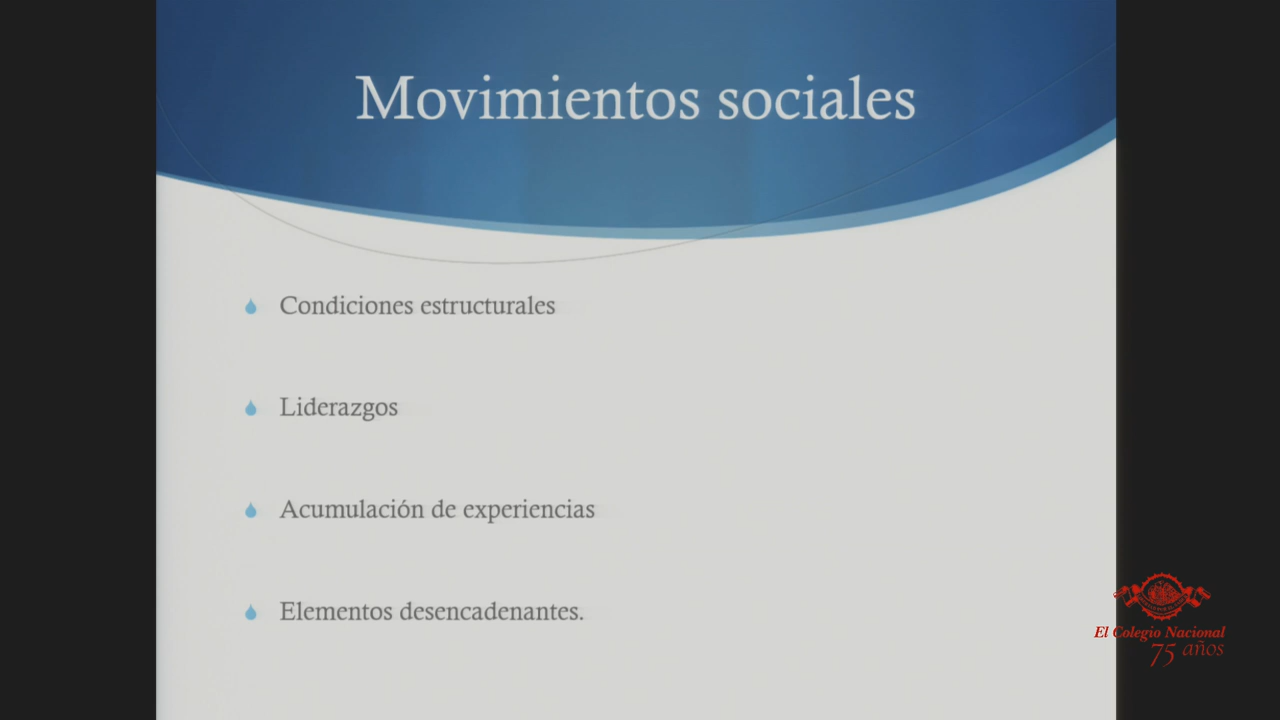 Movimientos sociales
Condiciones estructurales
Liderazgos
Acumulación de experiencias
Elementos desencadenantes.
El Colegio Nacional
75 años